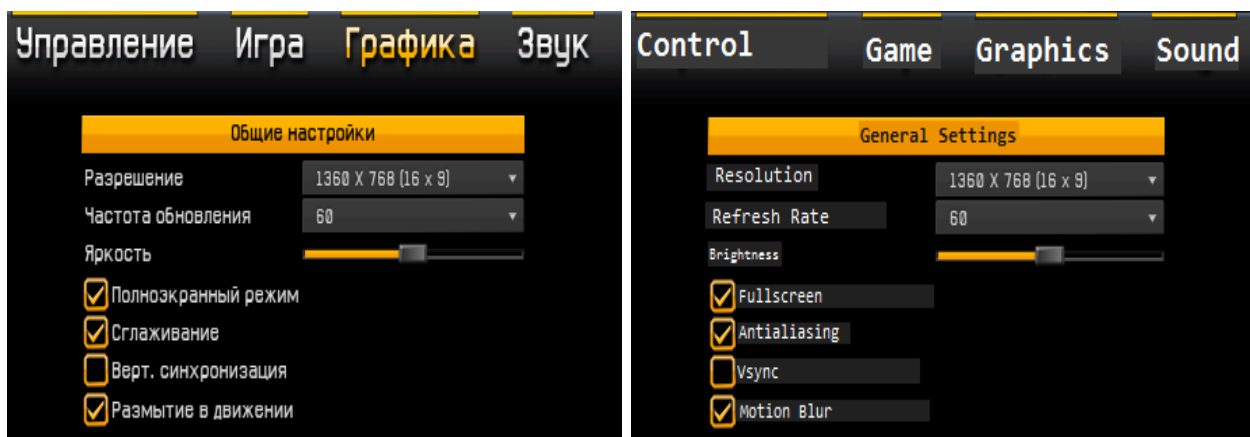 Управление Игра Графика Звук
Общие настройки
Разрешение 1360 X 768 (16 x 9)
Частота обновления 60
Яркость
Полноэкранный режим
Сглаживание
Верт. синхронизация
Размытие в движении
Control Game Graphics Sound
General Settings
Resolution 1360 X 768 (16 x 9)
Refresh Rate 60
Brightness
Fullscreen
Antialiasing
Vsync
Motion Blur